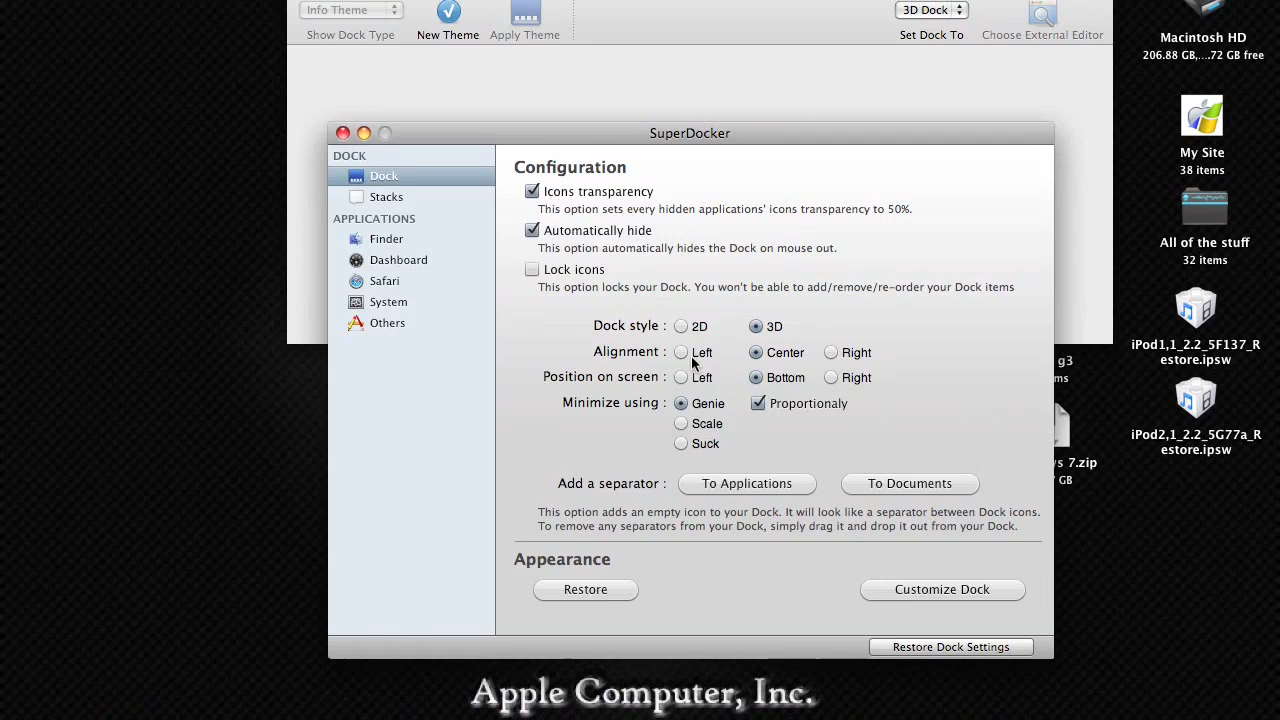 Info Theme
3D Dock
Show Dock Type
New Theme
Apply Theme
Set Dock To
Choose External Editor
Macintosh HD
206.88 GB,....72 GB free
My Site
38 items
All of the stuff
32 items
iPod1,1_2.2_5F137_R
estore.ipsw
iPod2,1_2.2_5G77a_R
estore.ipsw
g3
ms
ys 7.zip
GB
SuperDocker
DOCK
Dock
Stacks
APPLICATIONS
Finder
Dashboard
Safari
System
Others
Configuration
Icons transparency
This option sets every hidden applications' icons transparency to 50%.
Automatically hide
This option automatically hides the Dock on mouse out.
Lock icons
This option locks your Dock. You won't be able to add/remove/re-order your Dock items
Dock style : 2D 3D
Alignment : Left Center Right
Position on screen : Left Bottom Right
Minimize using : Genie Proportionaly
Scale
Suck
Add a separator : To Applications To Documents
This option adds an empty icon to your Dock. It will look like a separator between Dock icons.
To remove any separators from your Dock, simply drag it and drop it out from your Dock.
Appearance
Restore
Customize Dock
Restore Dock Settings
Apple Computer, Inc.